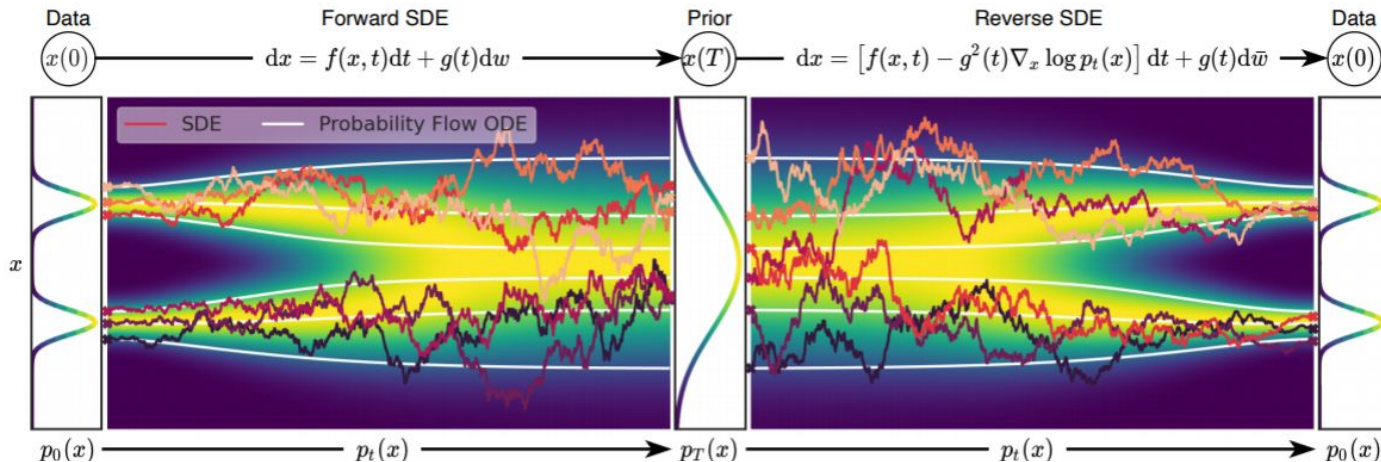 Data Forward SDE Prior Reverse SDE Data
x(0) dx = f(x, t)dt + g(t)dw x(T) dx = [f(x, t) − g²(t)∇ₓ log pₜ(x)] dt + g(t)dw̄ x(0)
SDE Probability Flow ODE
x
p₀(x) pₜ(x) p_T(x) pₜ(x) p₀(x)